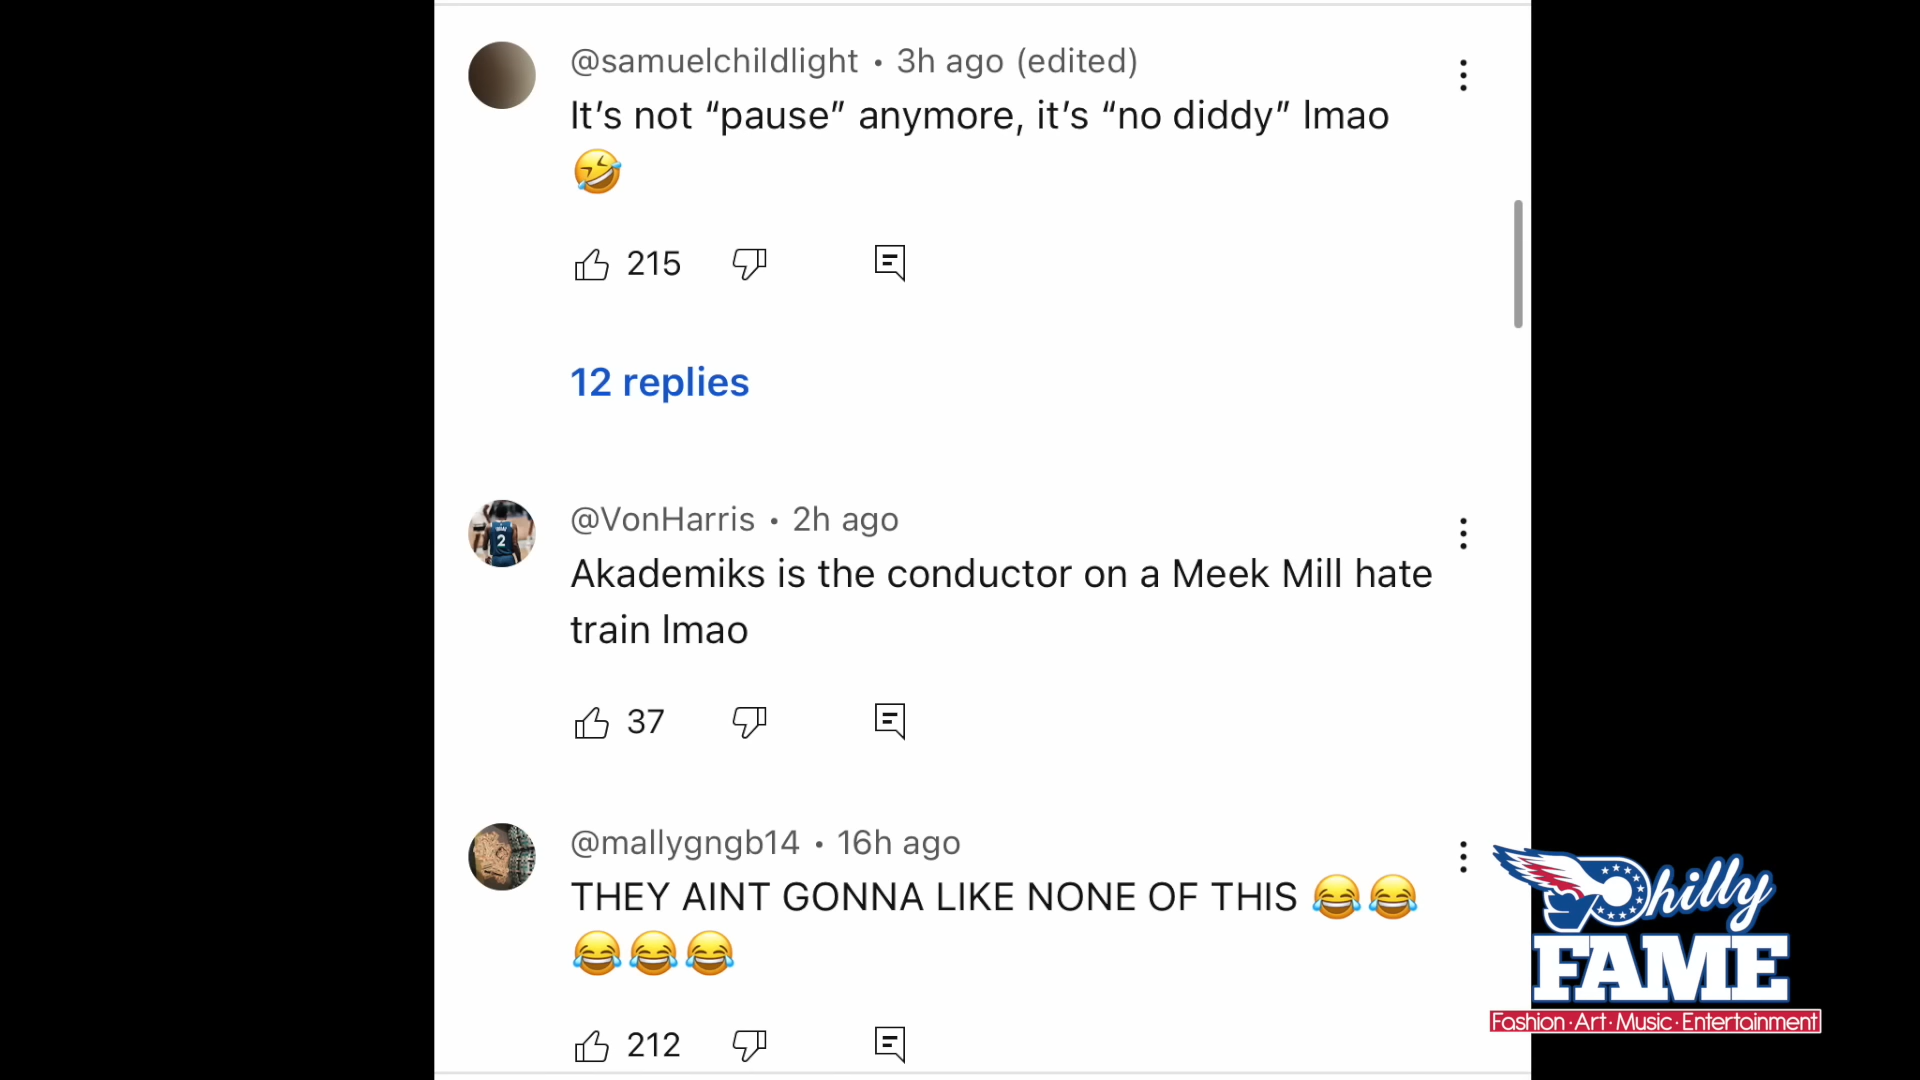 @samuelchildlight • 3h ago (edited)
It’s not “pause” anymore, it’s “no diddy” lmao
🤣
215
12 replies
@VonHarris • 2h ago
2
Akademiks is the conductor on a Meek Mill hate
train lmao
37
@mallygngb14 • 16h ago
THEY AINT GONNA LIKE NONE OF THIS 😂😂
😂😂😂
212
Philly
FAME
Fashion·Art·Music·Entertainment